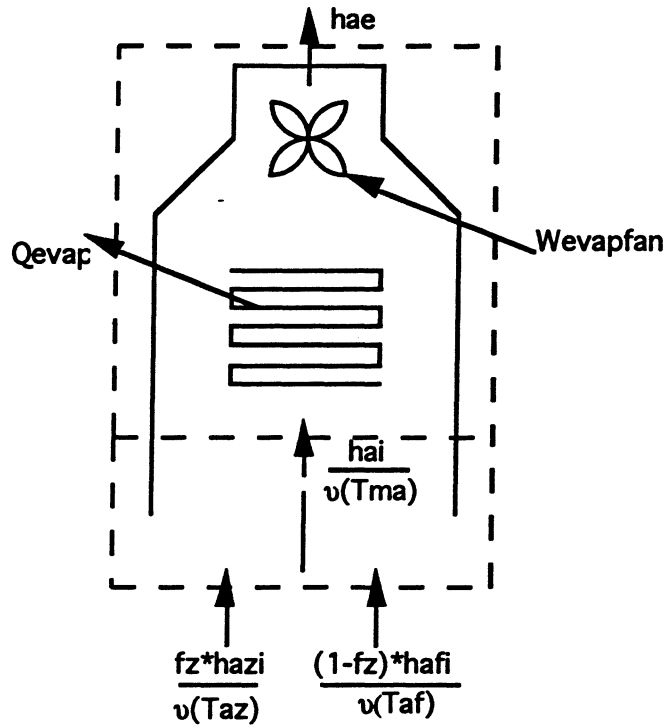 hae
Wevapfan
Qevap
hai
υ(Tma)
fz*hazi
υ(Taz)
(1-fz)*hafi
υ(Taf)